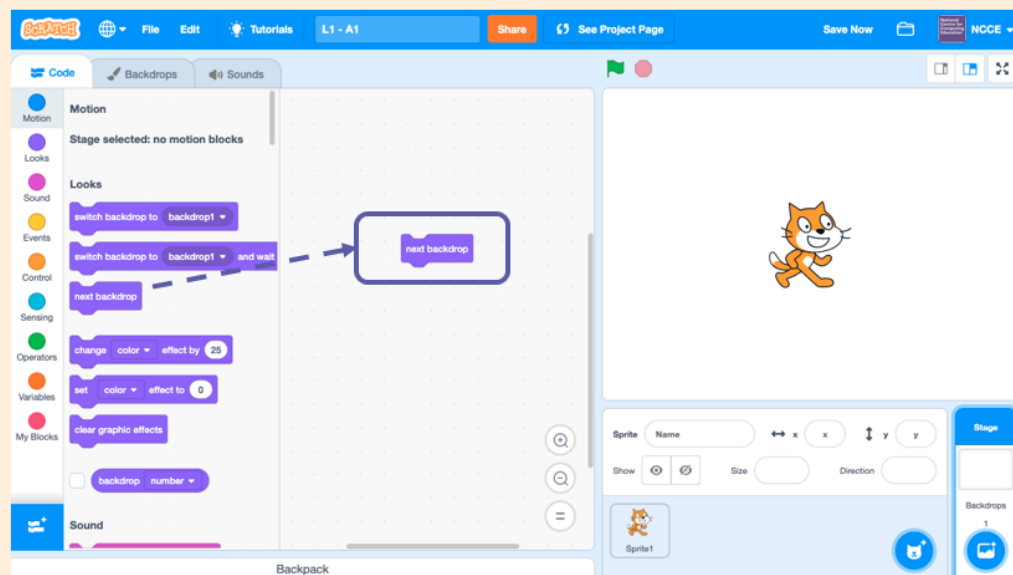 SCRATCH File Edit Tutorials L1 - A1 Share See Project Page Save Now NCCE
Code Backdrops Sounds
Motion
Looks
Sound
Events
Control
Sensing
Operators
Variables
My Blocks
Motion
Stage selected: no motion blocks
Looks
switch backdrop to backdrop1
switch backdrop to backdrop1 and wait
next backdrop
change color effect by 25
set color effect to 0
clear graphic effects
backdrop number
Sound
next backdrop
Backpack
Sprite Name x x y y
Show Size Direction
Sprite1
Stage
Backdrops
1